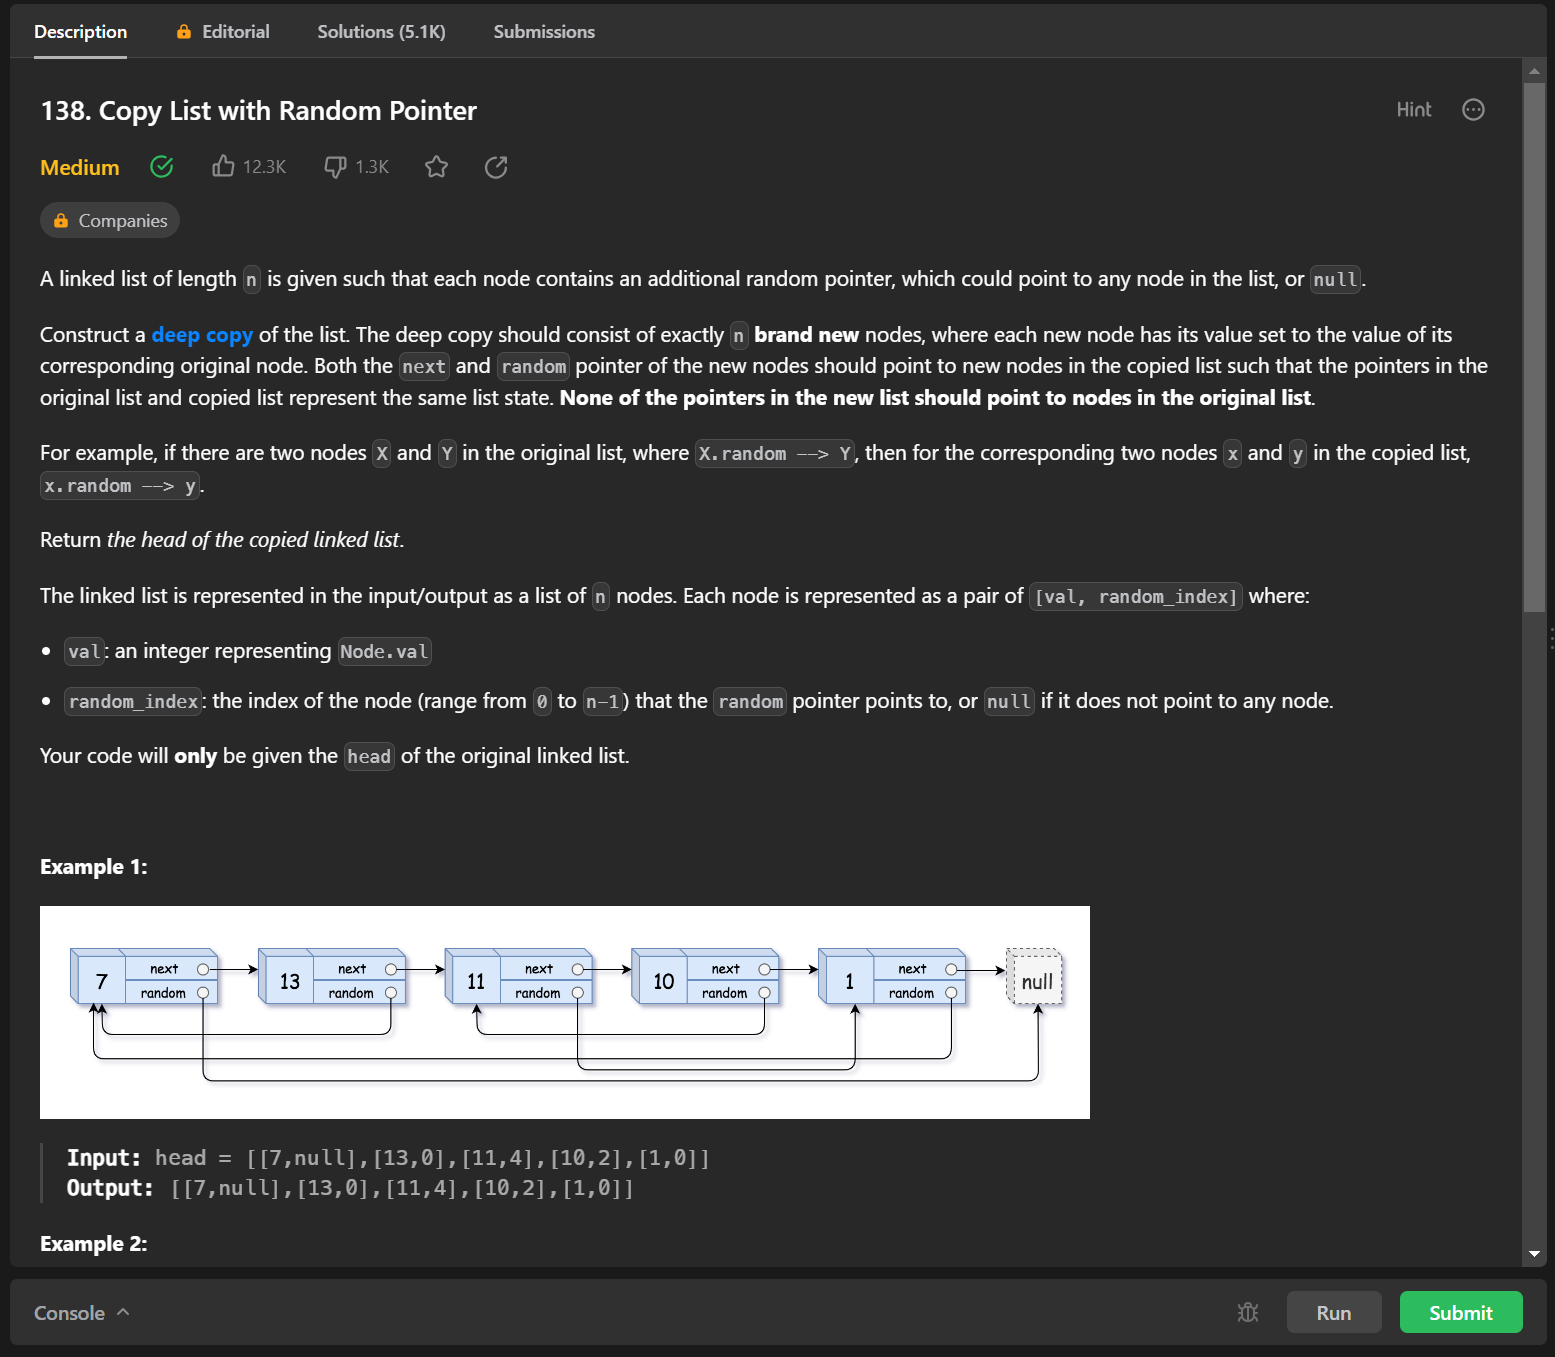 Description
Editorial
Solutions (5.1K)
Submissions
138. Copy List with Random Pointer
Hint
Medium
12.3K
1.3K
Companies
A linked list of length n is given such that each node contains an additional random pointer, which could point to any node in the list, or null.
Construct a deep copy of the list. The deep copy should consist of exactly n brand new nodes, where each new node has its value set to the value of its
corresponding original node. Both the next and random pointer of the new nodes should point to new nodes in the copied list such that the pointers in the
original list and copied list represent the same list state. None of the pointers in the new list should point to nodes in the original list.
For example, if there are two nodes X and Y in the original list, where X.random --> Y, then for the corresponding two nodes x and y in the copied list,
x.random --> y.
Return the head of the copied linked list.
The linked list is represented in the input/output as a list of n nodes. Each node is represented as a pair of [val, random_index] where:
• val: an integer representing Node.val
• random_index: the index of the node (range from 0 to n-1) that the random pointer points to, or null if it does not point to any node.
Your code will only be given the head of the original linked list.
Example 1:
7 next random
13 next random
11 next random
10 next random
1 next random
null
Input: head = [[7,null],[13,0],[11,4],[10,2],[1,0]]
Output: [[7,null],[13,0],[11,4],[10,2],[1,0]]
Example 2:
Console
Run
Submit